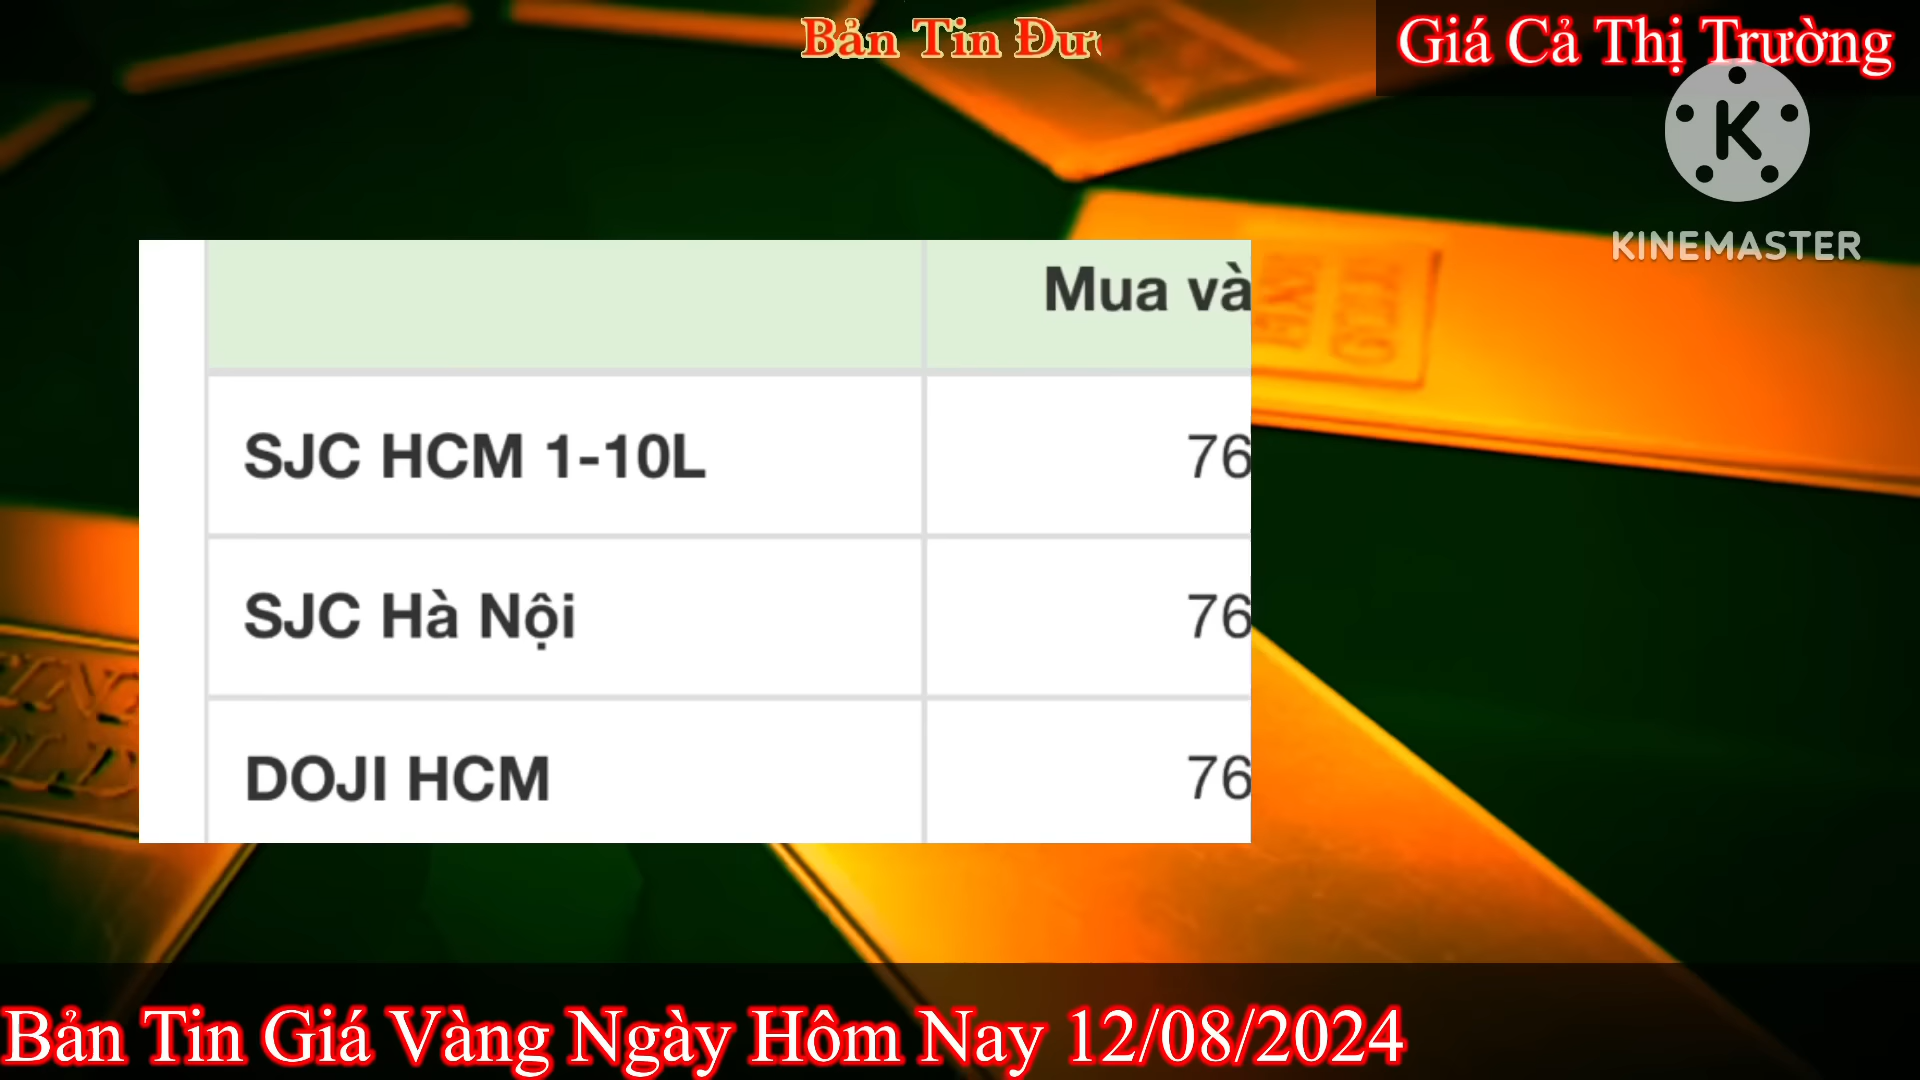 Bản Tin Đượ
Giá Cả Thị Trường
K
KINEMASTER
Mua và
SJC HCM 1-10L 76
SJC Hà Nội 76
DOJI HCM 76
Bản Tin Giá Vàng Ngày Hôm Nay 12/08/2024